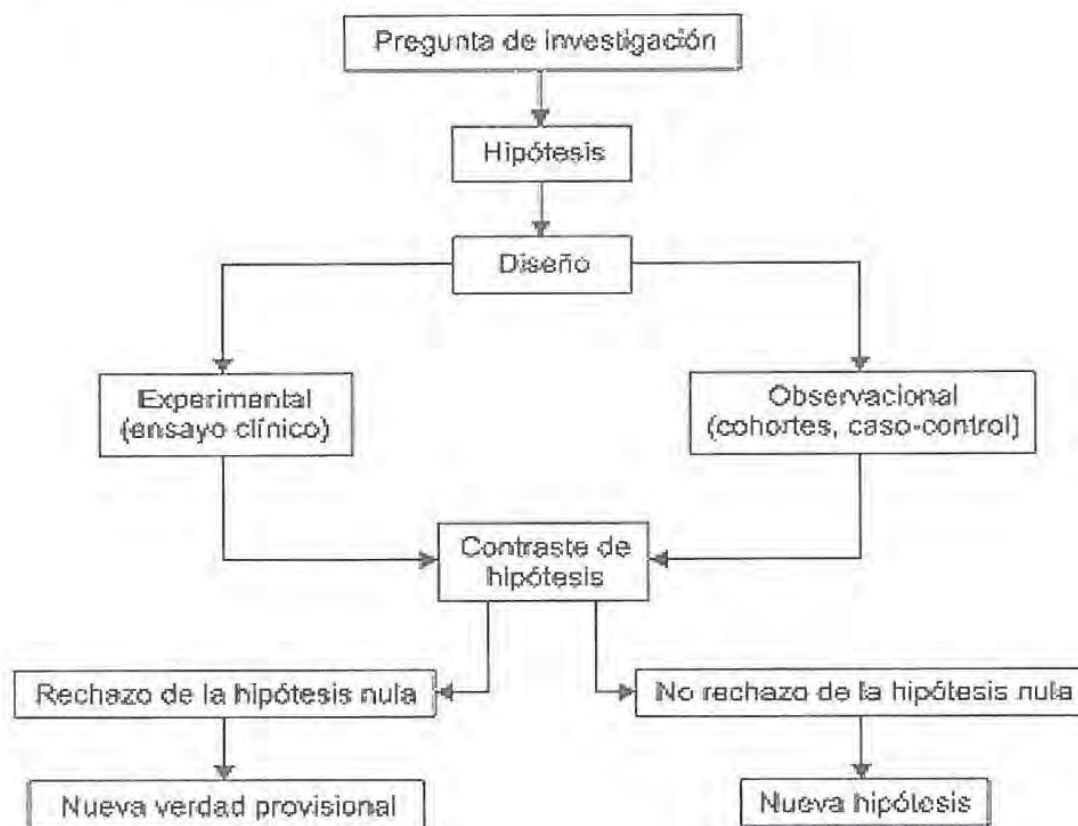 Pregunta de investigación
Hipótesis
Diseño
Experimental
(ensayo clínico)
Observacional
(cohortes, caso-control)
Contraste de
hipótesis
Rechazo de la hipótesis nula
No rechazo de la hipótesis nula
Nueva verdad provisional
Nueva hipótesis